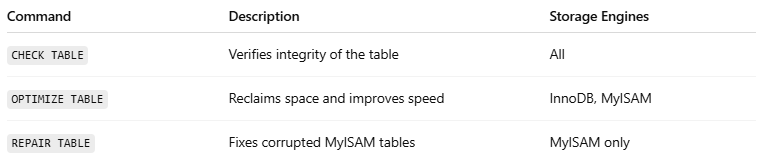 Command Description Storage Engines
CHECK TABLE Verifies integrity of the table All
OPTIMIZE TABLE Reclaims space and improves speed InnoDB, MyISAM
REPAIR TABLE Fixes corrupted MyISAM tables MyISAM only